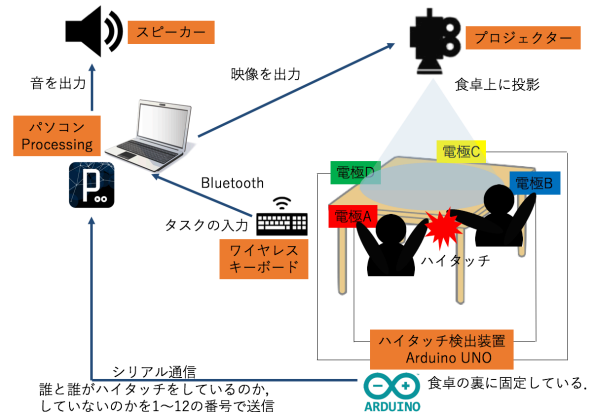 スピーカー
プロジェクター
音を出力
映像を出力
食卓上に投影
パソコン
Processing
P
Bluetooth
タスクの入力
ワイヤレス
キーボード
電極C
電極D
電極B
電極A
ハイタッチ
ハイタッチ検出装置
Arduino UNO
シリアル通信
誰と誰がハイタッチをしているのか,
していないのかを1〜12の番号で送信
ARDUINO
食卓の裏に固定している.